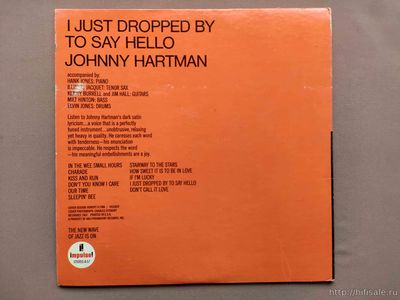 I JUST DROPPED BY
TO SAY HELLO
JOHNNY HARTMAN
accompanied by:
HANK JONES: PIANO
JACQUET: TENOR SAX
BURRELL and JIM HALL: GUITARS
MILT HINTON: BASS
ELVIN JONES: DRUMS
Listen to Johnny Hartman's dark satin
lyricism...a voice that is a perfectly
tuned instrument...unobtrusive, relaxing
yet heavy in quality. He caresses each word
with tenderness—his enunciation
is impeccable. He respects the word
—his meaningful embellishments are a joy.
IN THE WEE SMALL HOURS
CHARADE
KISS AND RUN
DON'T YOU KNOW I CARE
OUR TIME
SLEEPIN' BEE
STAIRWAY TO THE STARS
HOW SWEET IT IS TO BE IN LOVE
IF I'M LUCKY
I JUST DROPPED BY TO SAY HELLO
DON'T CALL IT LOVE
THE NEW WAVE
OF JAZZ IS ON
impulse!
http://hifisale.ru